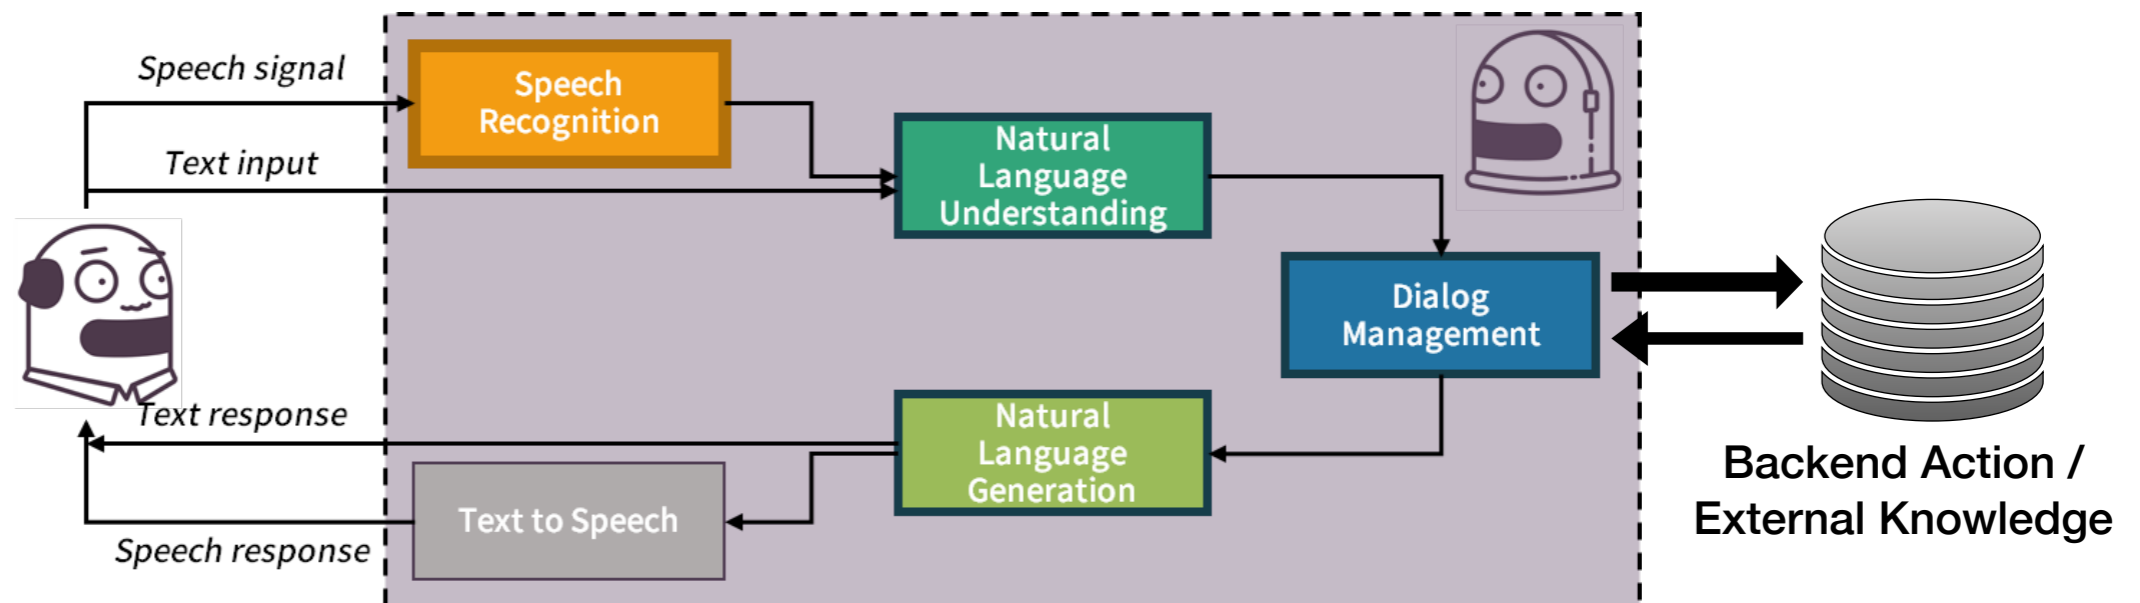 Speech signal
Speech
Recognition
Text input
Natural
Language
Understanding
Dialog
Management
Text response
Natural
Language
Generation
Text to Speech
Speech response
Backend Action /
External Knowledge